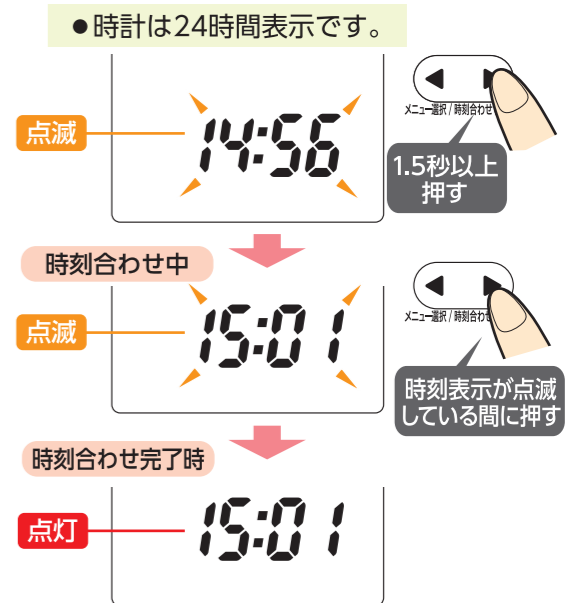 ●時計は24時間表示です。
点滅
14:56
メニュー選択/時刻合わせ
1.5秒以上
押す
時刻合わせ中
点滅
15:01
メニュー選択/時刻合わ
時刻表示が点滅
している間に押す
時刻合わせ完了時
点灯
15:01